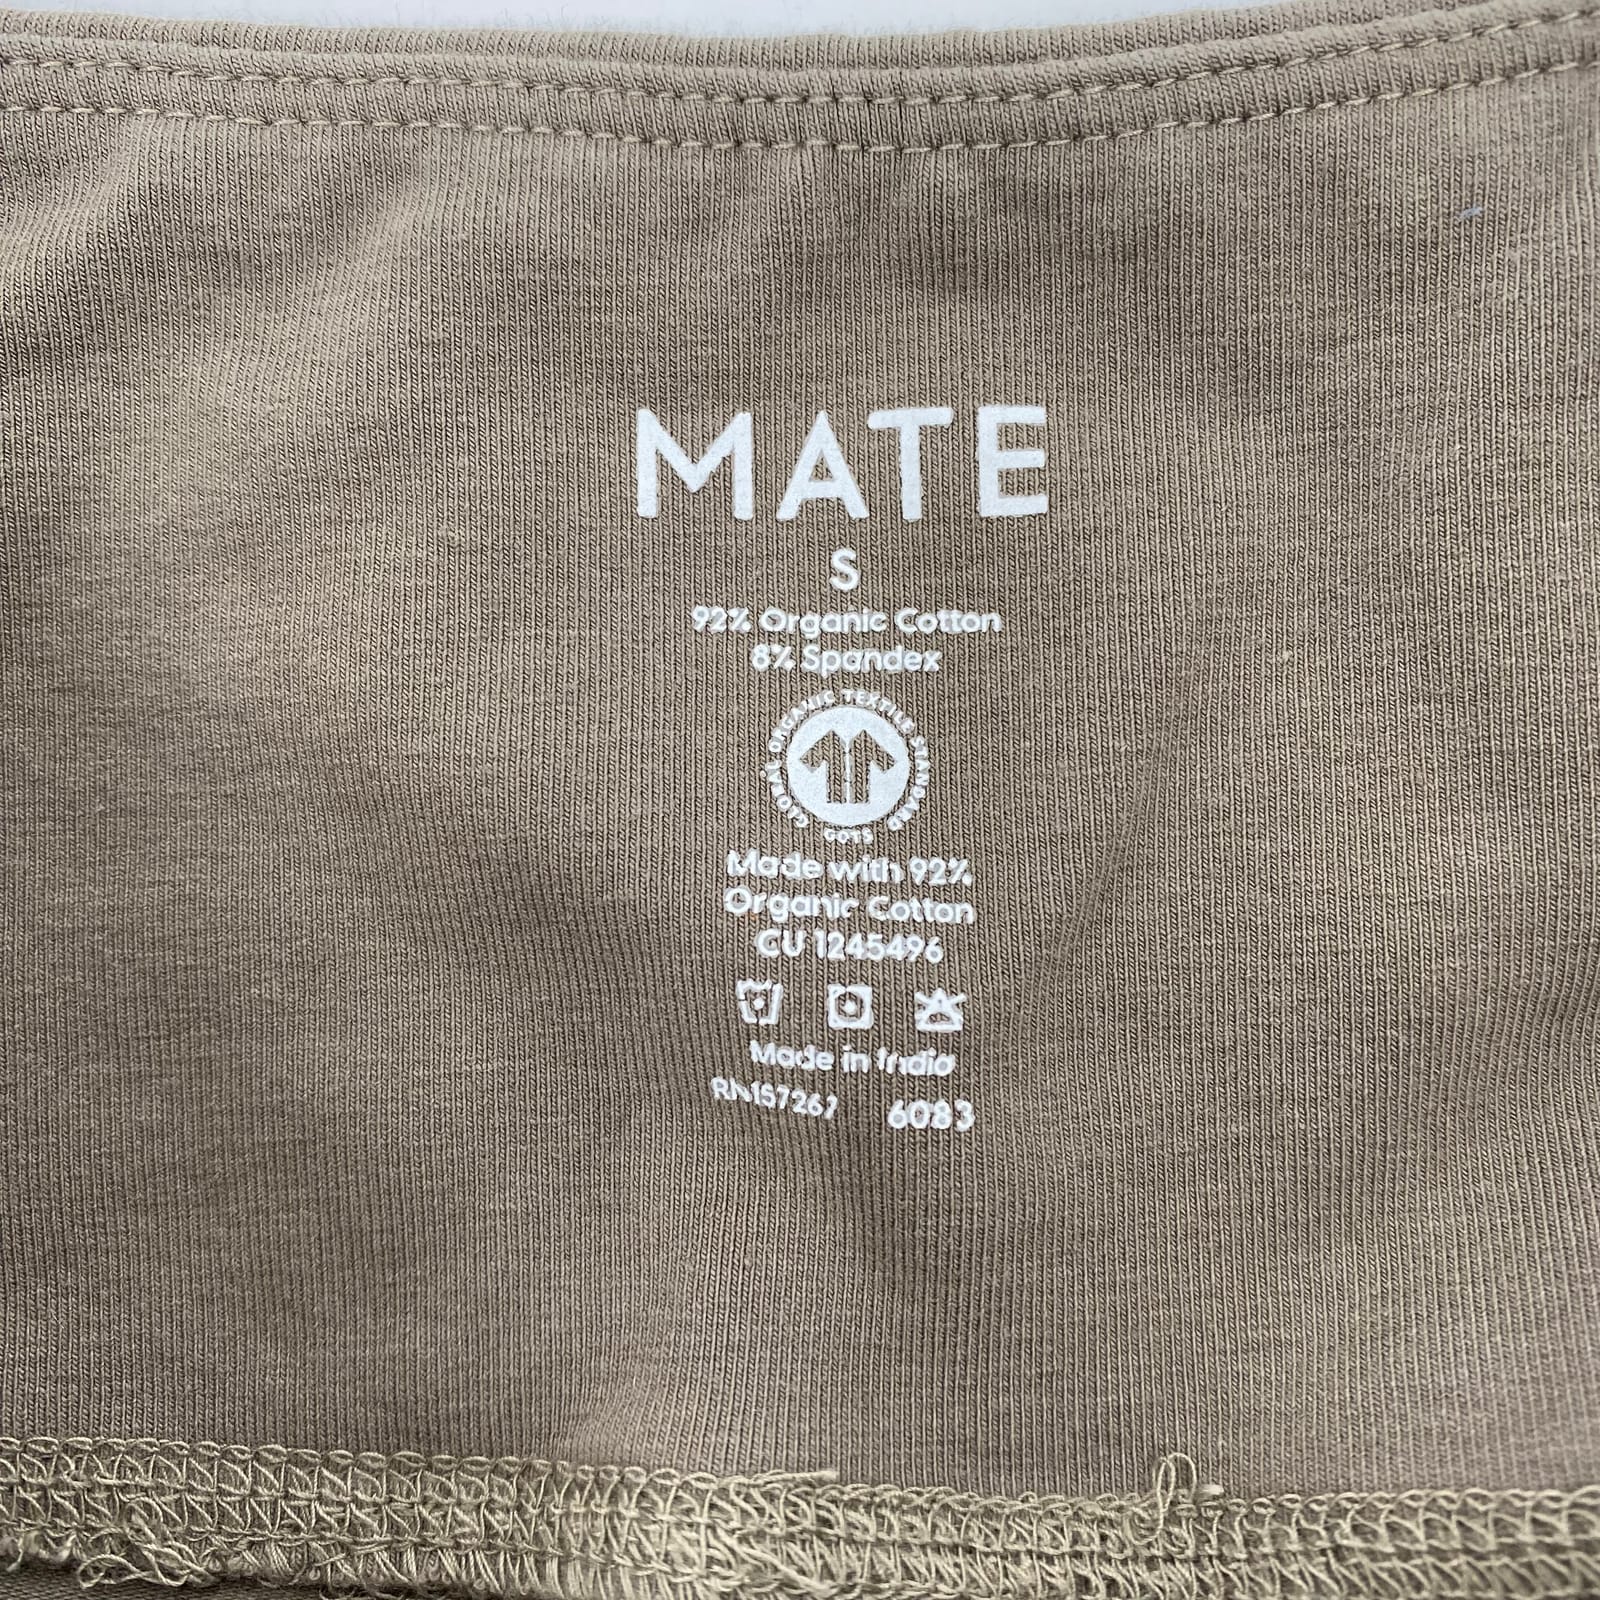 MATE
S
92% Organic Cotton
8% Spandex
GLOBAL ORGANIC TEXTILE STANDARD
GOTS
Made with 92%
Organic Cotton
CU 1245496
Made in India
RN157267 6083